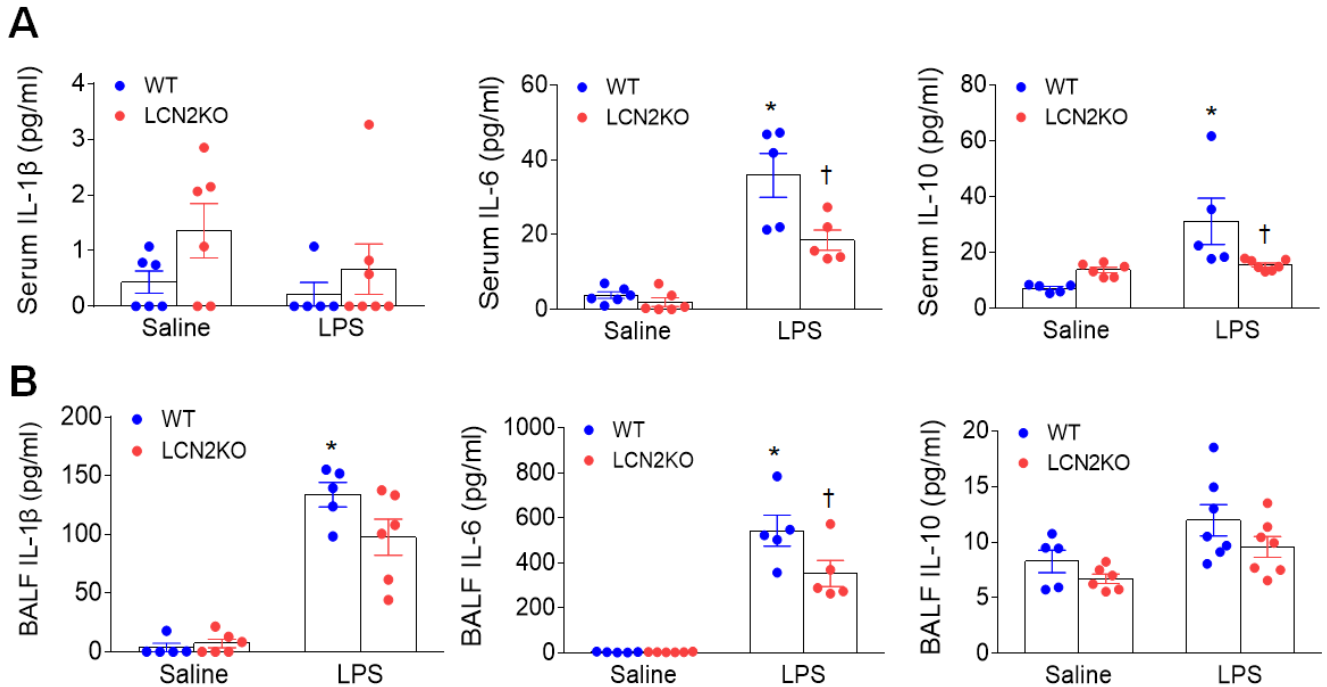 A
Serum IL-1β (pg/ml)
4
3
2
1
0
WT
LCN2KO
Saline
LPS
Serum IL-6 (pg/ml)
60
40
20
0
WT
LCN2KO
*
†
Saline
LPS
Serum IL-10 (pg/ml)
80
60
40
20
0
WT
LCN2KO
*
†
Saline
LPS
B
BALF IL-1β (pg/ml)
200
150
100
50
0
WT
LCN2KO
*
Saline
LPS
BALF IL-6 (pg/ml)
1000
800
600
400
200
0
WT
LCN2KO
*
†
Saline
LPS
BALF IL-10 (pg/ml)
20
15
10
5
0
WT
LCN2KO
Saline
LPS